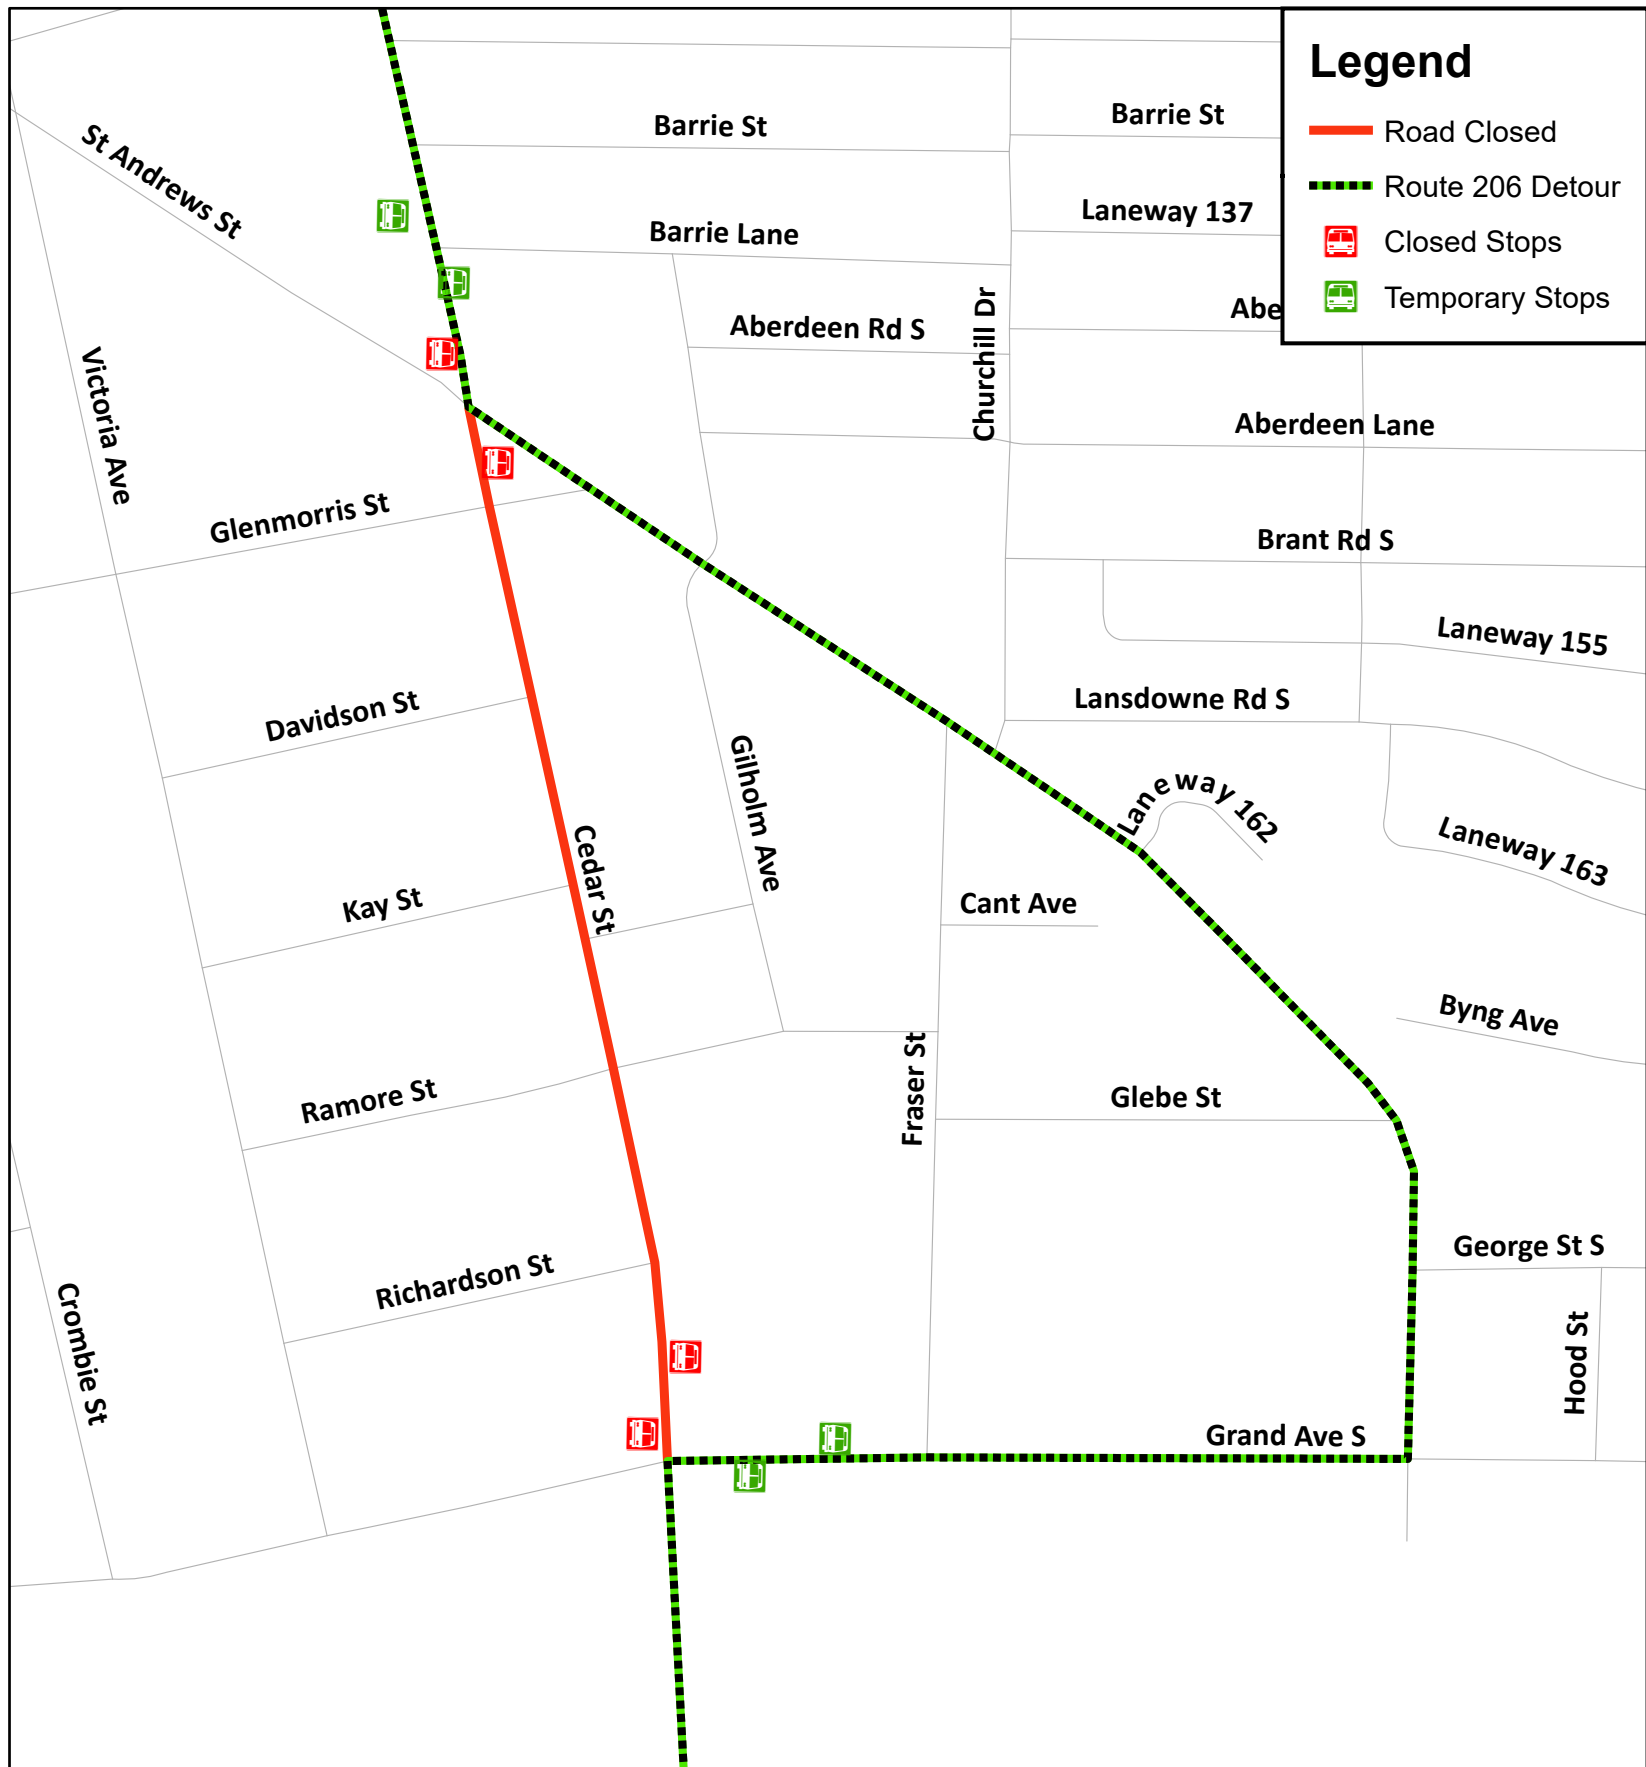 Legend
Road Closed
Route 206 Detour
Closed Stops
Temporary Stops
Barrie St
Barrie St
St Andrews St
Laneway 137
Barrie Lane
Abe
Aberdeen Rd S
Churchill Dr
Victoria Ave
Aberdeen Lane
Glenmorris St
Brant Rd S
Laneway 155
Davidson St
Lansdowne Rd S
Gilholm Ave
Laneway 162
Laneway 163
Cedar St
Kay St
Cant Ave
Byng Ave
Ramore St
Fraser St
Glebe St
George St S
Richardson St
Crombie St
Hood St
Grand Ave S